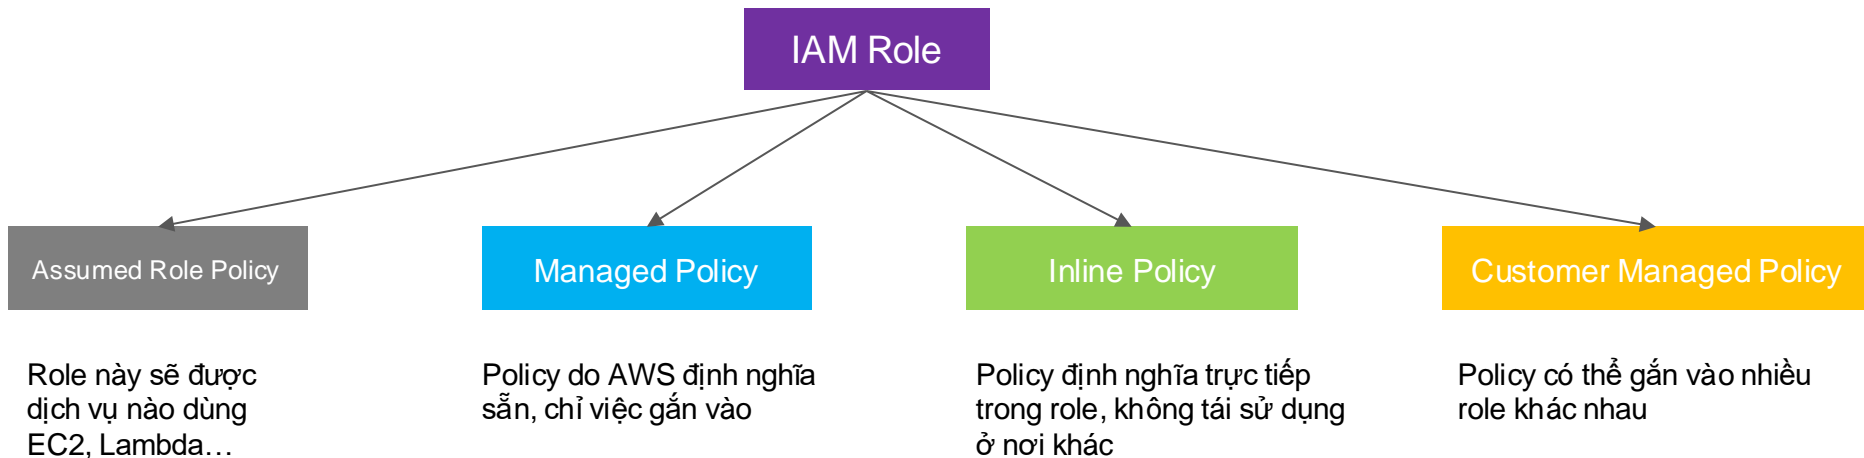 IAM Role
Assumed Role Policy
Managed Policy
Inline Policy
Customer Managed Policy
Role này sẽ được
dịch vụ nào dùng
EC2, Lambda…
Policy do AWS định nghĩa
sẵn, chỉ việc gắn vào
Policy định nghĩa trực tiếp
trong role, không tái sử dụng
ở nơi khác
Policy có thể gắn vào nhiều
role khác nhau